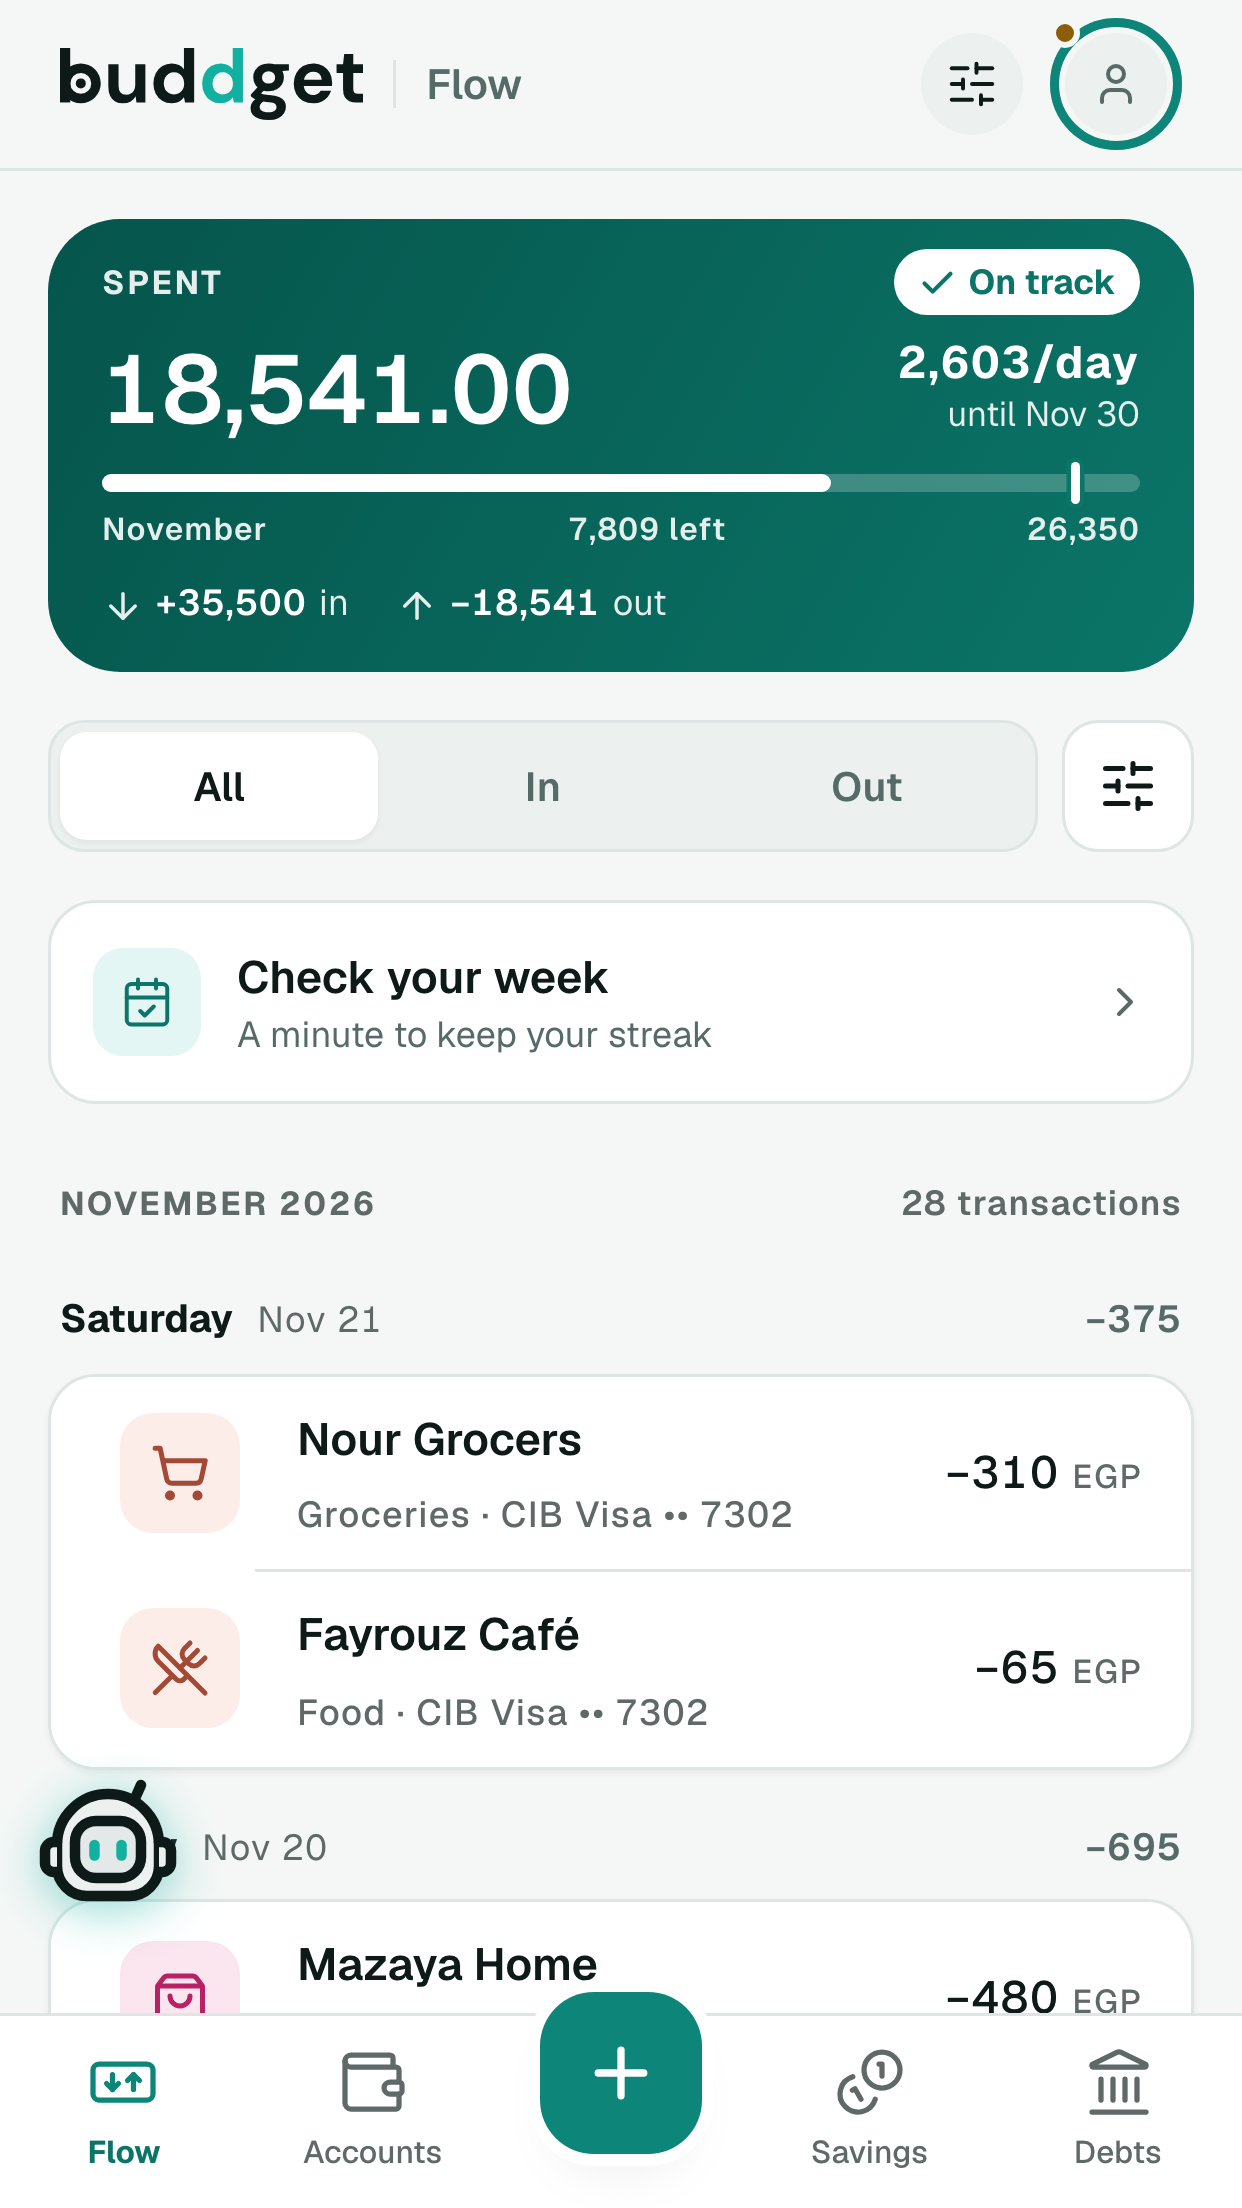 buddget | Flow
SPENT
On track
18,541.00
2,603/day
until Nov 30
November 7,809 left 26,350
+35,500 in −18,541 out
All In Out
Check your week
A minute to keep your streak
NOVEMBER 2026 28 transactions
Saturday Nov 21 −375
Nour Grocers
−310 EGP
Groceries · CIB Visa •• 7302
Fayrouz Café
−65 EGP
Food · CIB Visa •• 7302
Nov 20 −695
Mazaya Home
−480 EGP
Flow Accounts Savings Debts